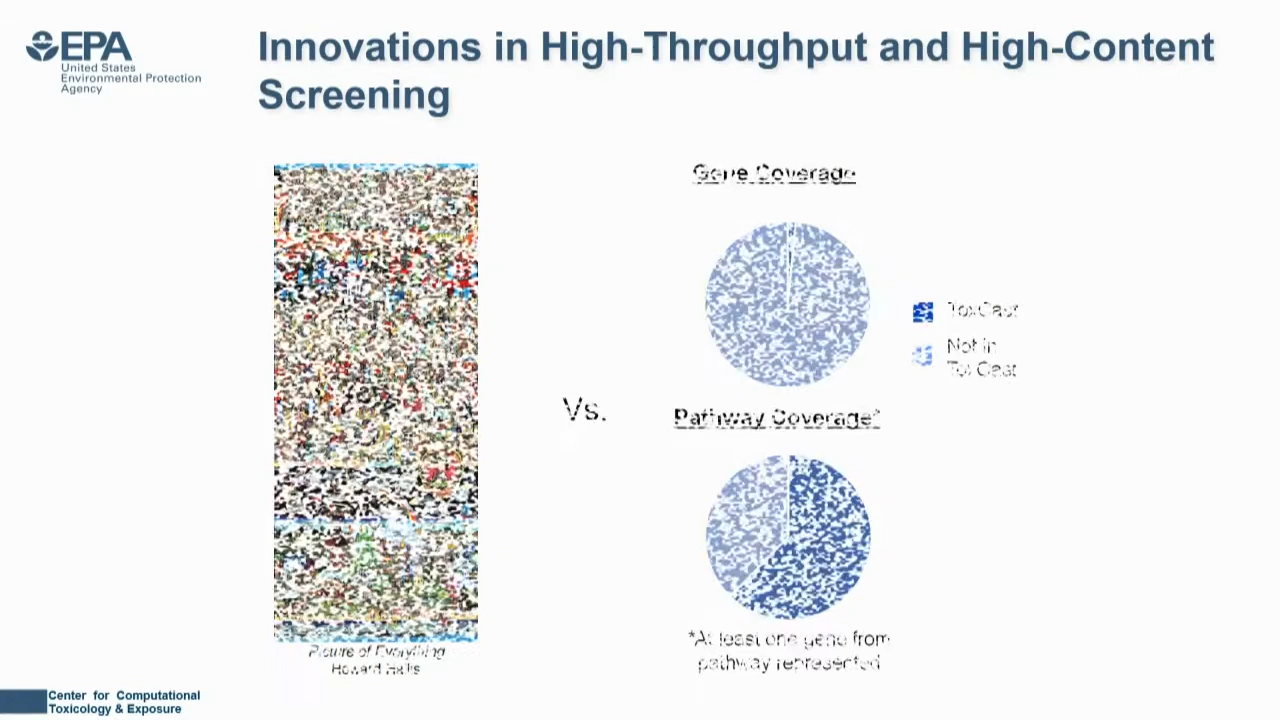 EPA
United States
Environmental Protection
Agency
Innovations in High-Throughput and High-Content
Screening
Gene Coverage
ToxCast
Not in
ToxCast
Vs.
Pathway Coverage*
*At least one gene from
pathway represented
Picture of Everything
Howard
Center for Computational
Toxicology & Exposure